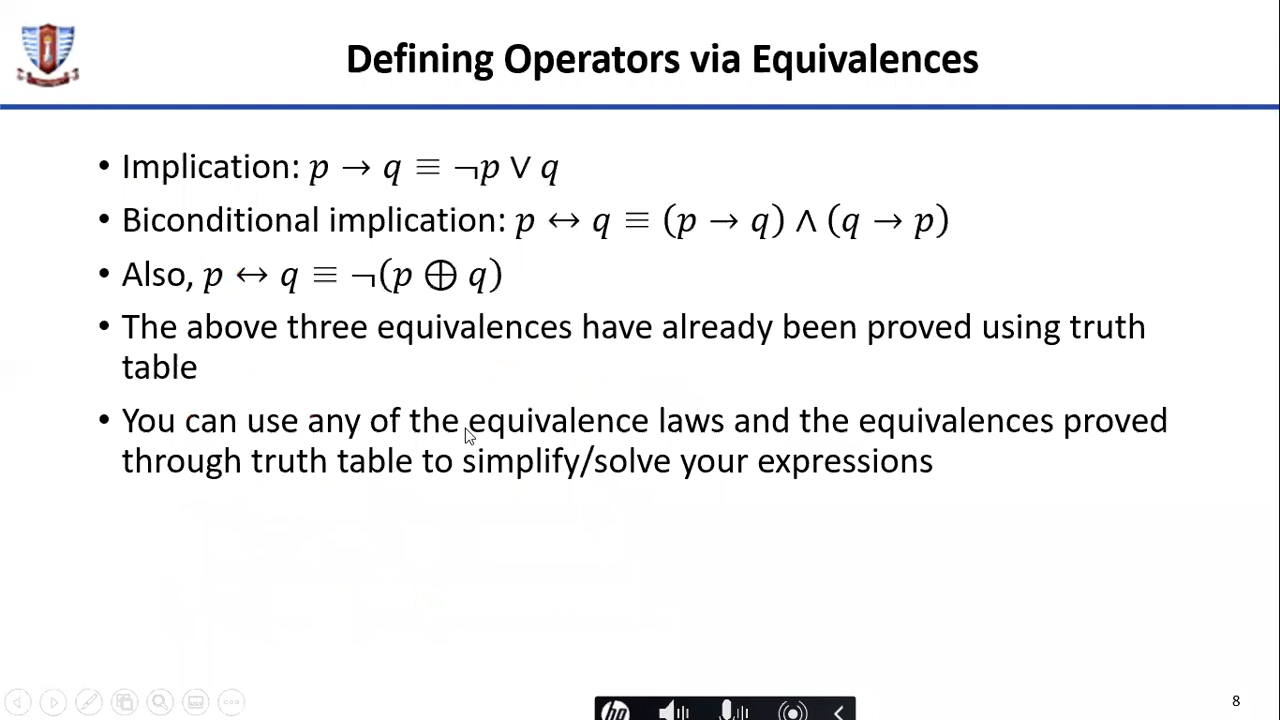 Defining Operators via Equivalences
• Implication: p → q ≡ ¬p ∨ q
• Biconditional implication: p ↔ q ≡ (p → q) ∧ (q → p)
• Also, p ↔ q ≡ ¬(p ⊕ q)
• The above three equivalences have already been proved using truth
table
• You can use any of the equivalence laws and the equivalences proved
through truth table to simplify/solve your expressions
hp
8